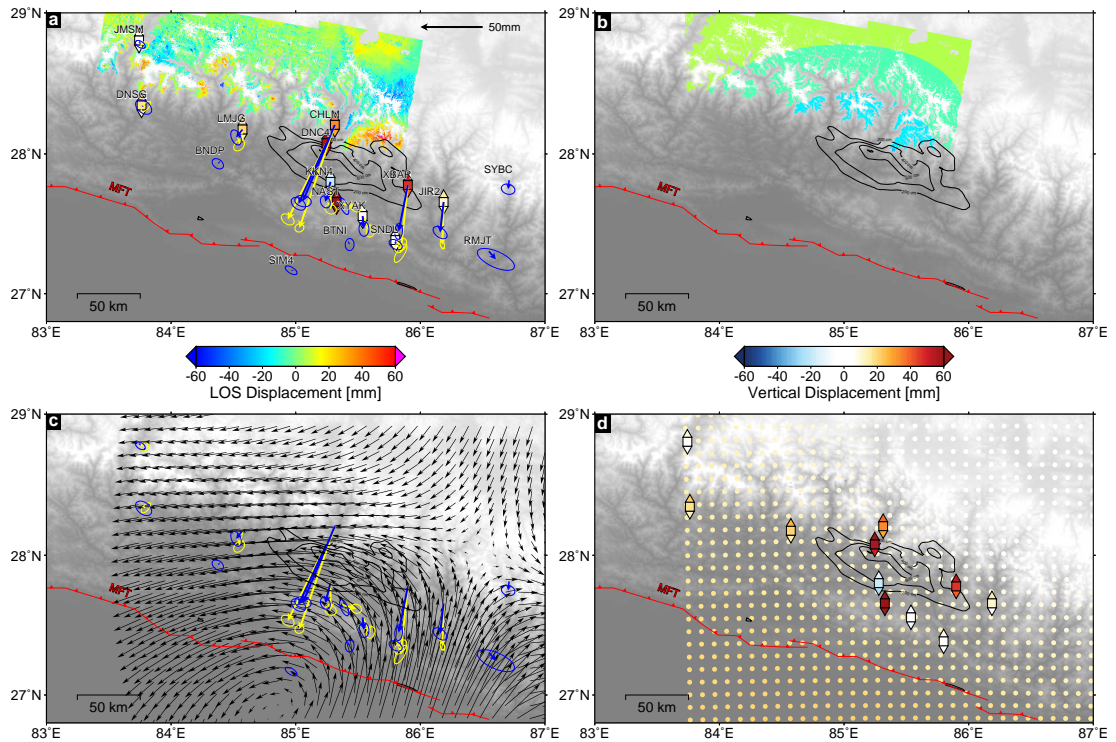 a
50mm
JMSM
DNSG
LMJG
CHLM
DNC4
BNDP
KKN4
NAST
XBAR
JIR2
SYBC
XYAK
BTNI
SNDL
RMJT
SIM4
MFT
50 km
29°N
28°N
27°N
83°E
84°E
85°E
86°E
87°E
b
MFT
50 km
29°N
28°N
27°N
83°E
84°E
85°E
86°E
87°E
-60
-40
-20
0
20
40
60
LOS Displacement [mm]
-60
-40
-20
0
20
40
60
Vertical Displacement [mm]
c
MFT
50 km
29°N
28°N
27°N
83°E
84°E
85°E
86°E
87°E
d
MFT
50 km
29°N
28°N
27°N
83°E
84°E
85°E
86°E
87°E